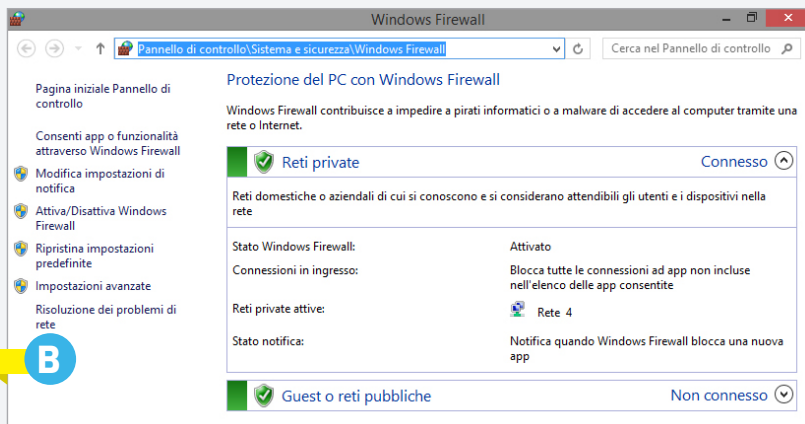 Windows Firewall
Pannello di controllo\Sistema e sicurezza\Windows Firewall
Cerca nel Pannello di controllo
Pagina iniziale Pannello di
controllo
Consenti app o funzionalità
attraverso Windows Firewall
Modifica impostazioni di
notifica
Attiva/Disattiva Windows
Firewall
Ripristina impostazioni
predefinite
Impostazioni avanzate
Risoluzione dei problemi di
rete
B
Protezione del PC con Windows Firewall
Windows Firewall contribuisce a impedire a pirati informatici o a malware di accedere al computer tramite una
rete o Internet.
Reti private Connesso
Reti domestiche o aziendali di cui si conoscono e si considerano attendibili gli utenti e i dispositivi nella
rete
Stato Windows Firewall: Attivato
Connessioni in ingresso: Blocca tutte le connessioni ad app non incluse
nell'elenco delle app consentite
Reti private attive: Rete 4
Stato notifica: Notifica quando Windows Firewall blocca una nuova
app
Guest o reti pubbliche Non connesso